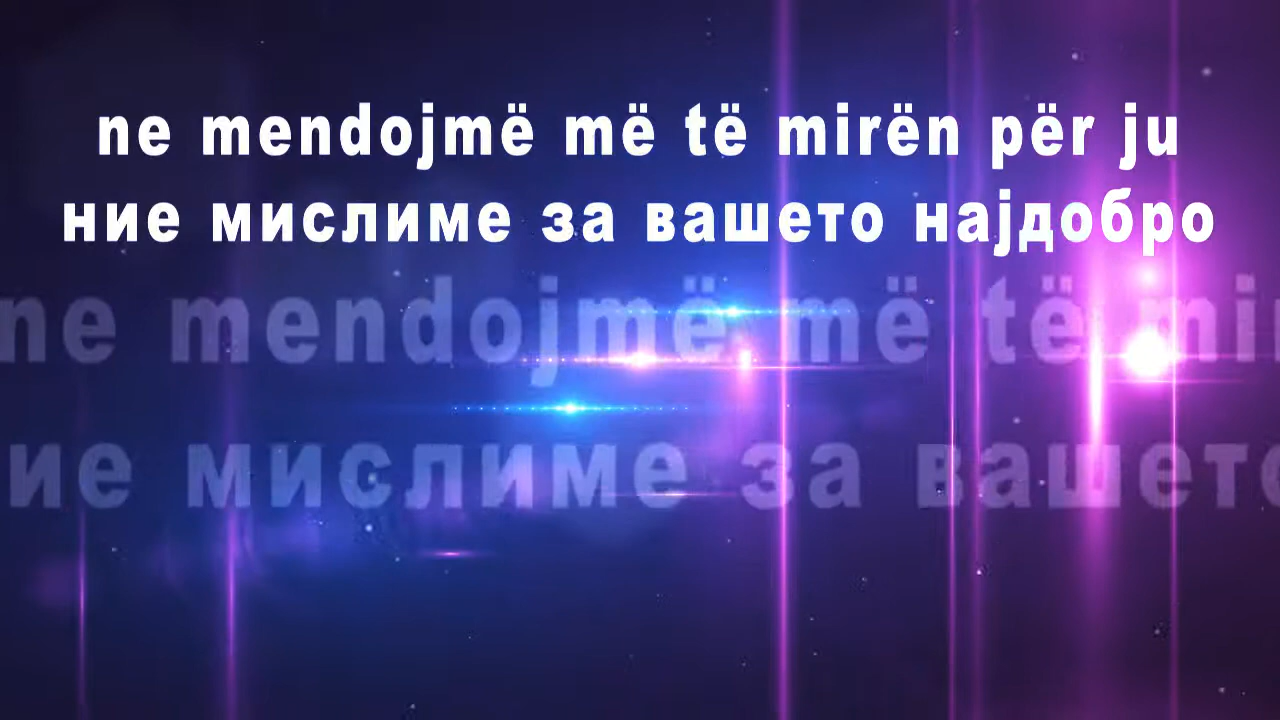 ne mendojmë më të mirën për ju
ние мислиме за вашето најдобро
ne mendojmë më të
ие мислиме за вашето